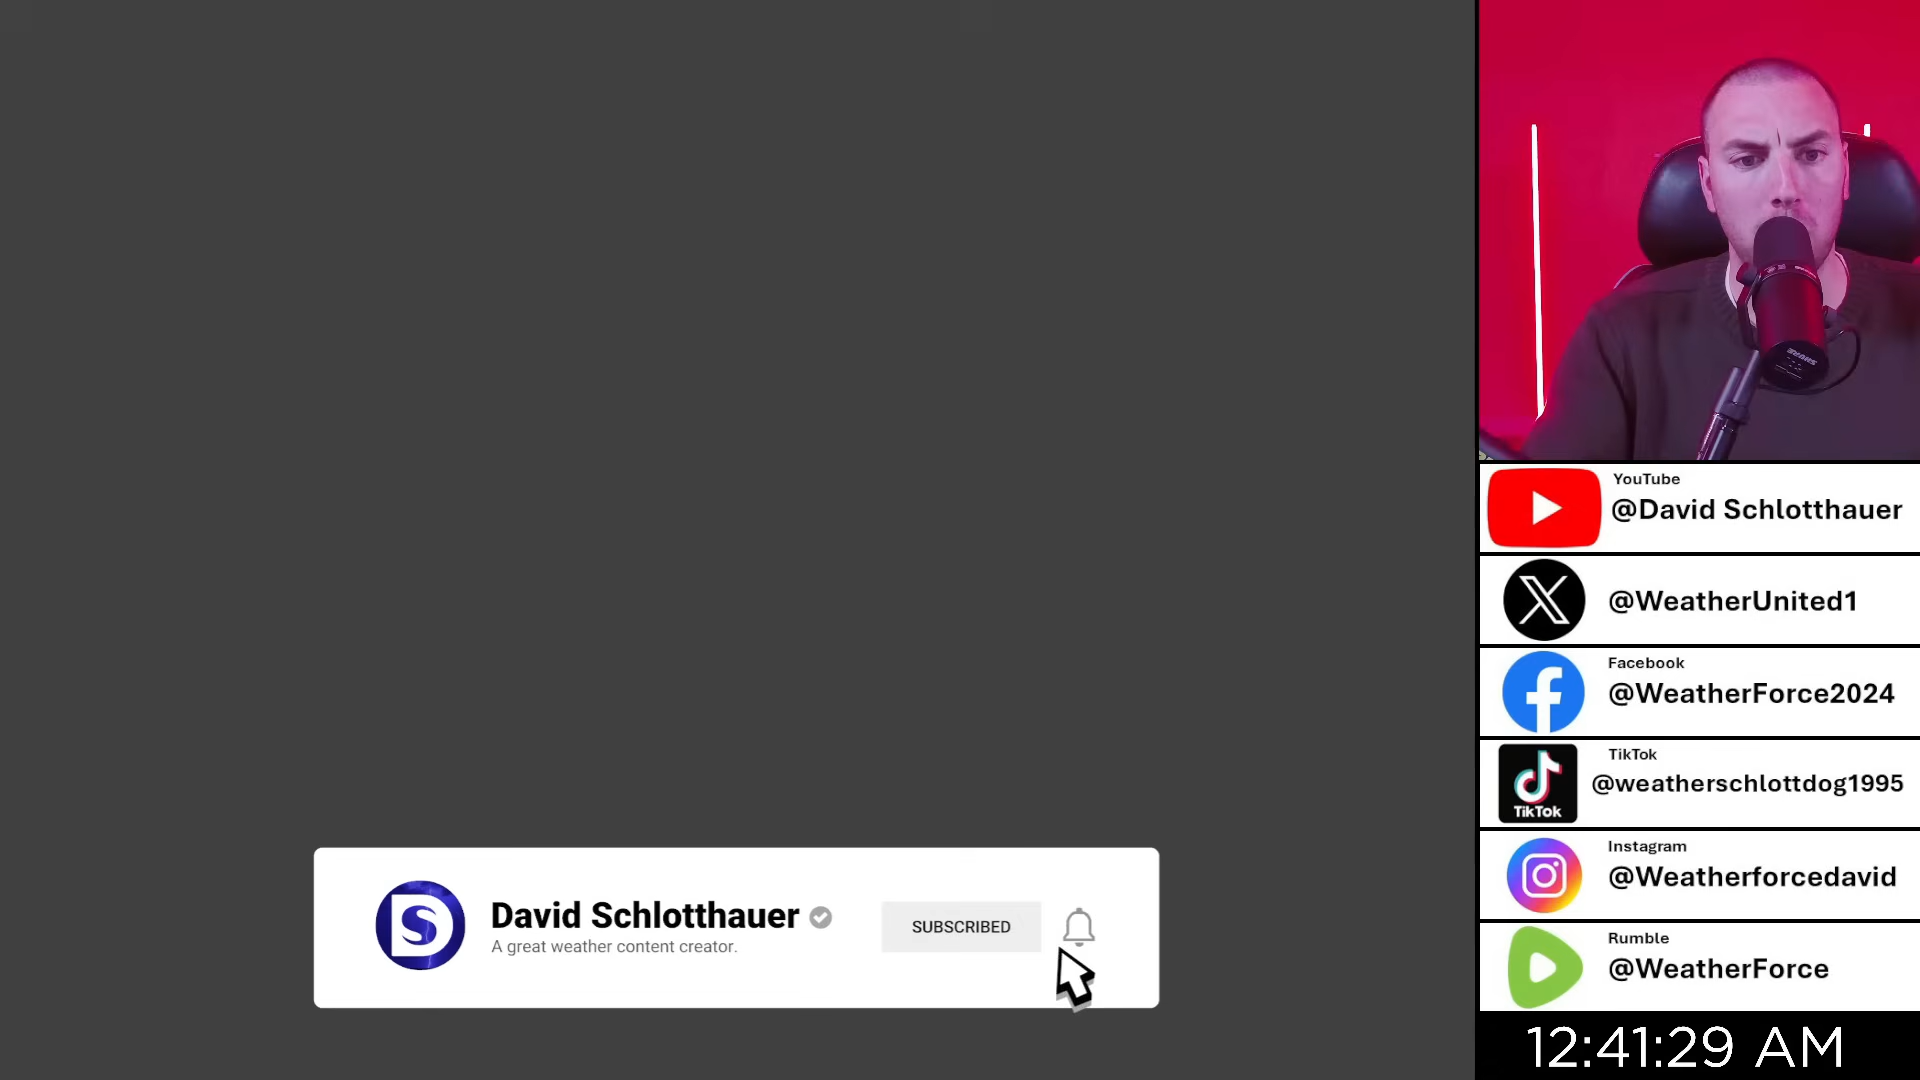 YouTube
@David Schlotthauer
@WeatherUnited1
Facebook
@WeatherForce2024
TikTok
@weatherschlottdog1995
TikTok
Instagram
@Weatherforcedavid
Rumble
@WeatherForce
12:41:29 AM
David Schlotthauer
A great weather content creator.
SUBSCRIBED